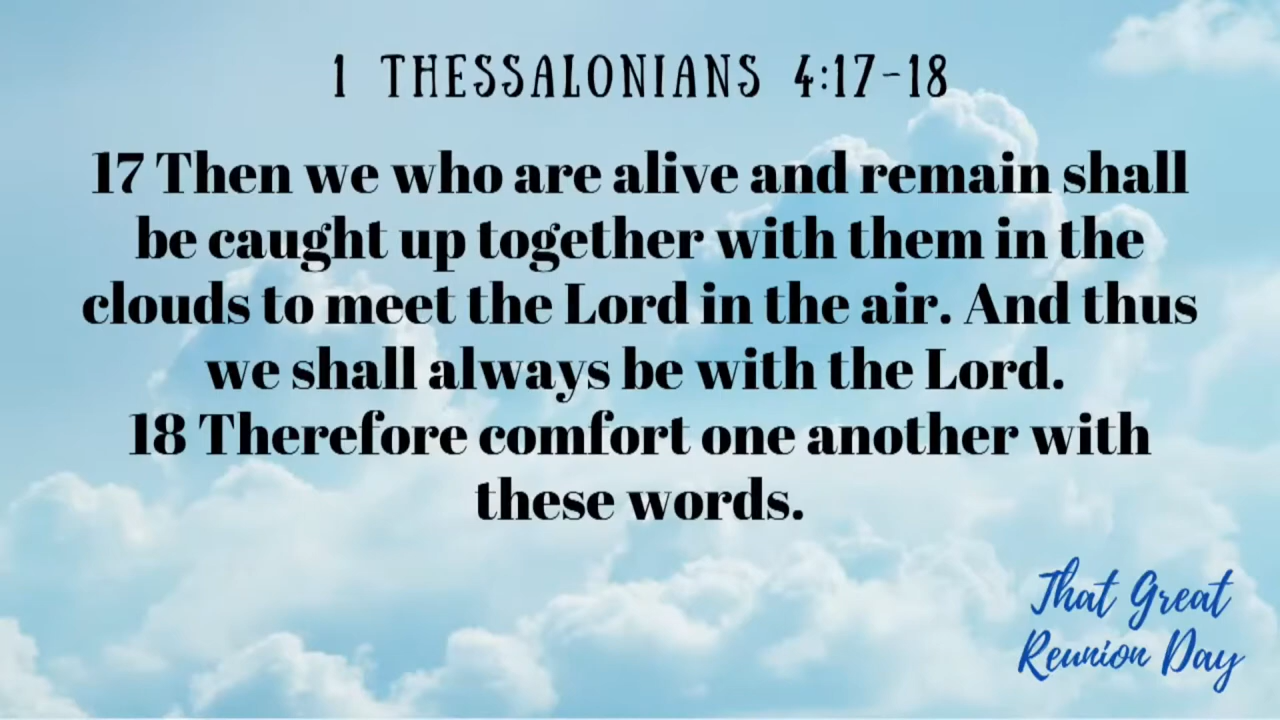 1 THESSALONIANS 4:17-18
17 Then we who are alive and remain shall
be caught up together with them in the
clouds to meet the Lord in the air. And thus
we shall always be with the Lord.
18 Therefore comfort one another with
these words.
That Great
Reunion Day